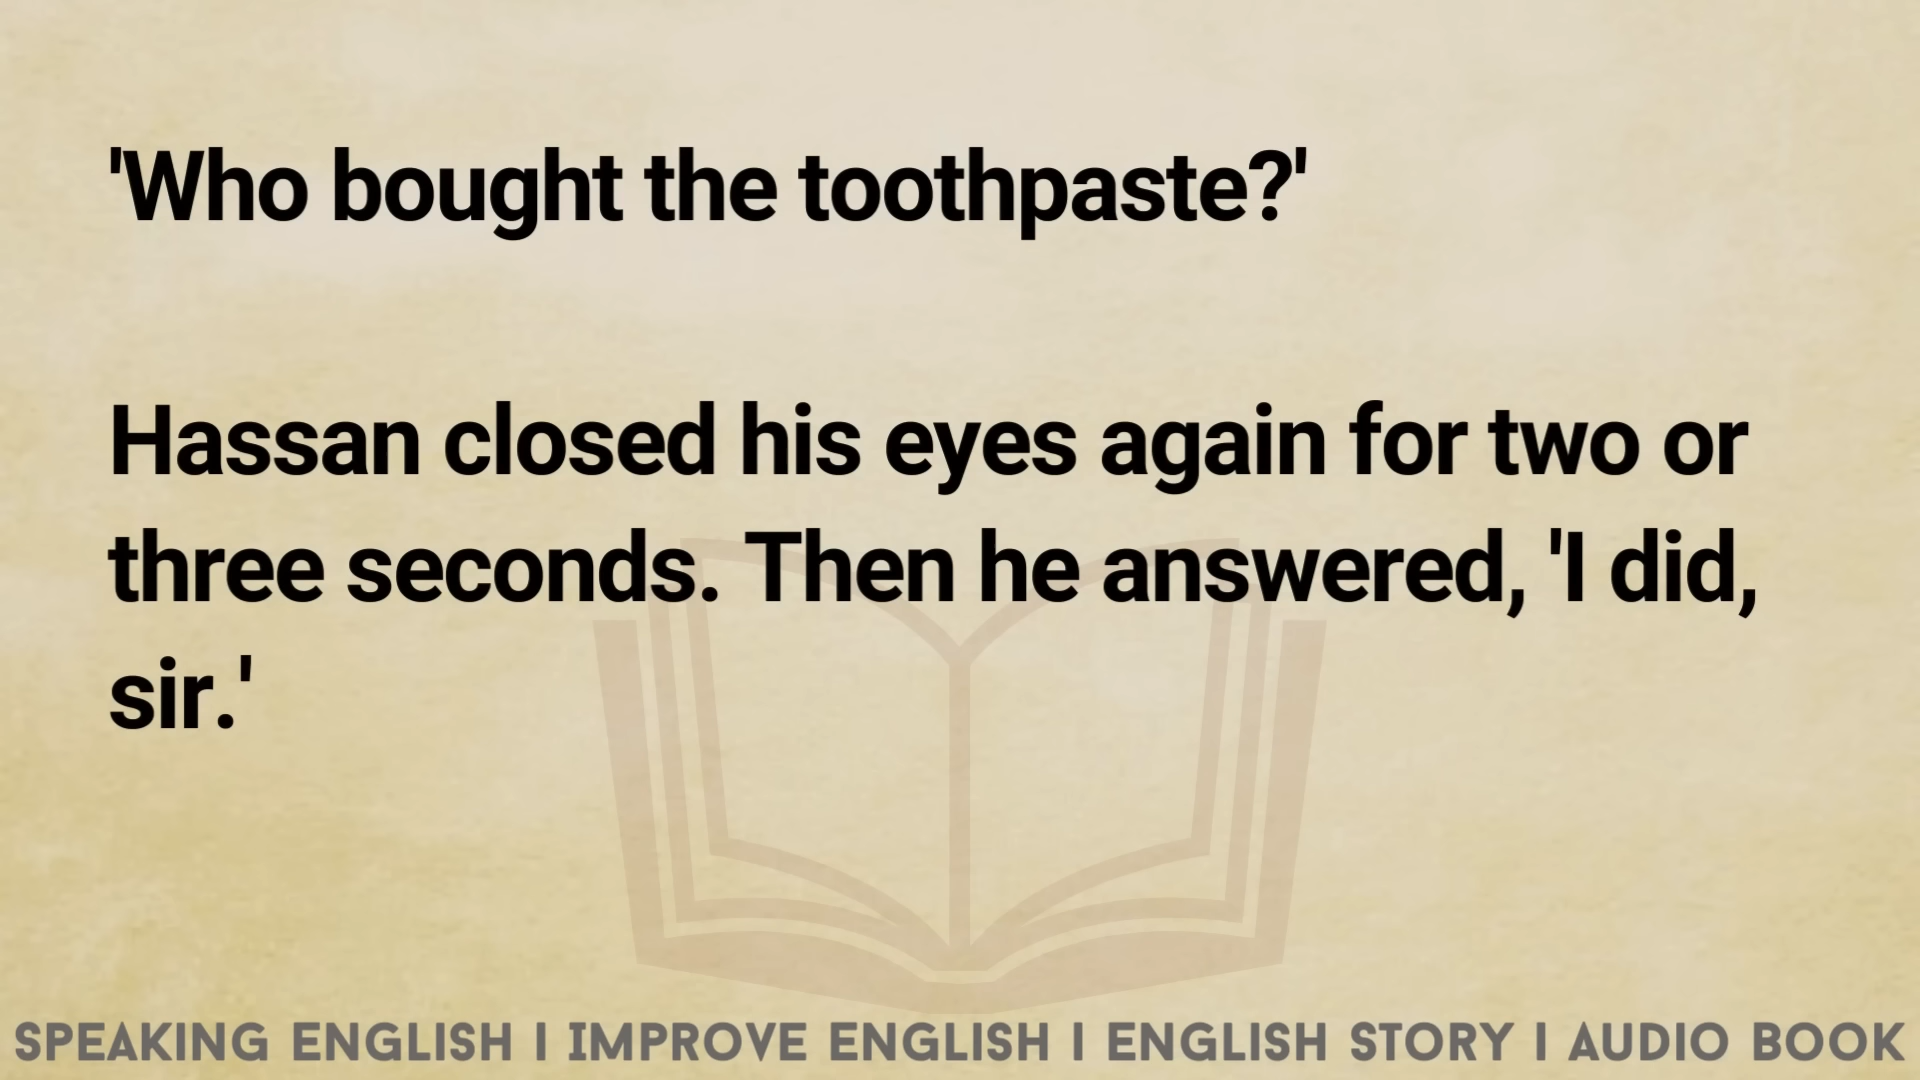 'Who bought the toothpaste?'
Hassan closed his eyes again for two or
three seconds. Then he answered, 'I did,
sir.'
SPEAKING ENGLISH I IMPROVE ENGLISH I ENGLISH STORY I AUDIO BOOK